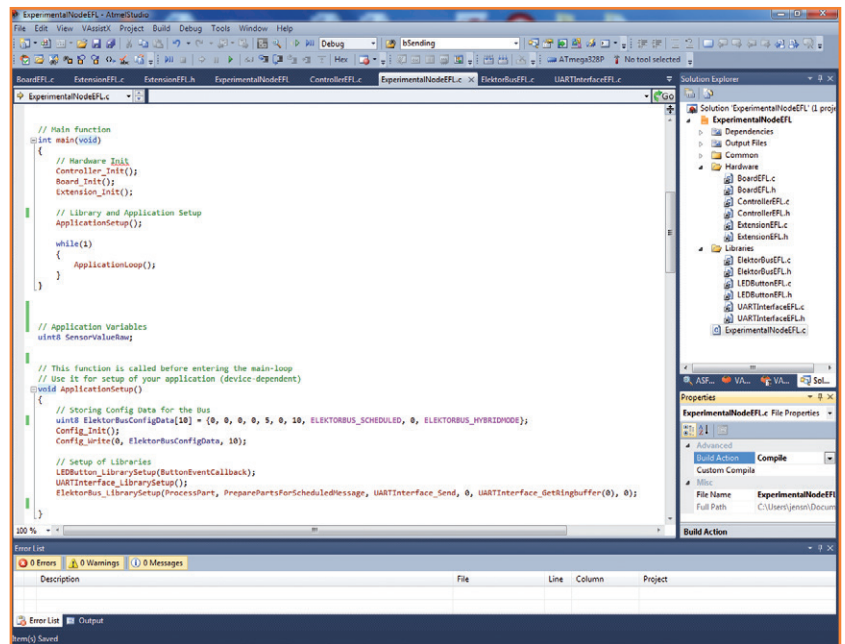 ExperimentalNodeEFL - AtmelStudio
File Edit View VAssistX Project Build Debug Tools Window Help
Debug bSending
Hex ATmega328P No tool selected
BoardEFL.c ExtensionEFL.c ExtensionEFL.h ExperimentalNodeEFL ControllerEFL.c ExperimentalNodeEFL.c ElektorBusEFL.c UARTInterfaceEFL.c
ExperimentalNodeEFL.c Go
// Main function
int main(void)
{
// Hardware Init
Controller_Init();
Board_Init();
Extension_Init();
// Library and Application Setup
ApplicationSetup();
while(1)
{
ApplicationLoop();
}
}
// Application Variables
uint8 SensorValueRaw;
// This function is called before entering the main-loop
// Use it for setup of your application (device-dependent)
void ApplicationSetup()
{
// Storing Config Data for the Bus
uint8 ElektorBusConfigData[10] = {0, 0, 0, 0, 5, 0, 10, ELEKTORBUS_SCHEDULED, 0, ELEKTORBUS_HYBRIDMODE};
Config_Init();
Config_Write(0, ElektorBusConfigData, 10);
// Setup of Libraries
LEDButton_LibrarySetup(ButtonEventCallback);
UARTInterface_LibrarySetup();
ElektorBus_LibrarySetup(ProcessPart, PreparePartsForScheduledMessage, UARTInterface_Send, 0, UARTInterface_GetRingbuffer(0), 0);
}
100 %
Solution Explorer
Solution 'ExperimentalNodeEFL' (1 proje
ExperimentalNodeEFL
Dependencies
Output Files
Common
Hardware
BoardEFL.c
BoardEFL.h
ControllerEFL.c
ControllerEFL.h
ExtensionEFL.c
ExtensionEFL.h
Libraries
ElektorBusEFL.c
ElektorBusEFL.h
LEDButtonEFL.c
LEDButtonEFL.h
UARTInterfaceEFL.c
UARTInterfaceEFL.h
ExperimentalNodeEFL.c
ASF... VA... VA... Sol...
Properties
ExperimentalNodeEFL.c File Properties
Advanced
Build Action Compile
Custom Compila
Misc
File Name ExperimentalNodeEFL
Full Path C:\Users\jensn\Docum
Build Action
Error List
0 Errors 0 Warnings 0 Messages
Description File Line Column Project
Error List Output
Item(s) Saved